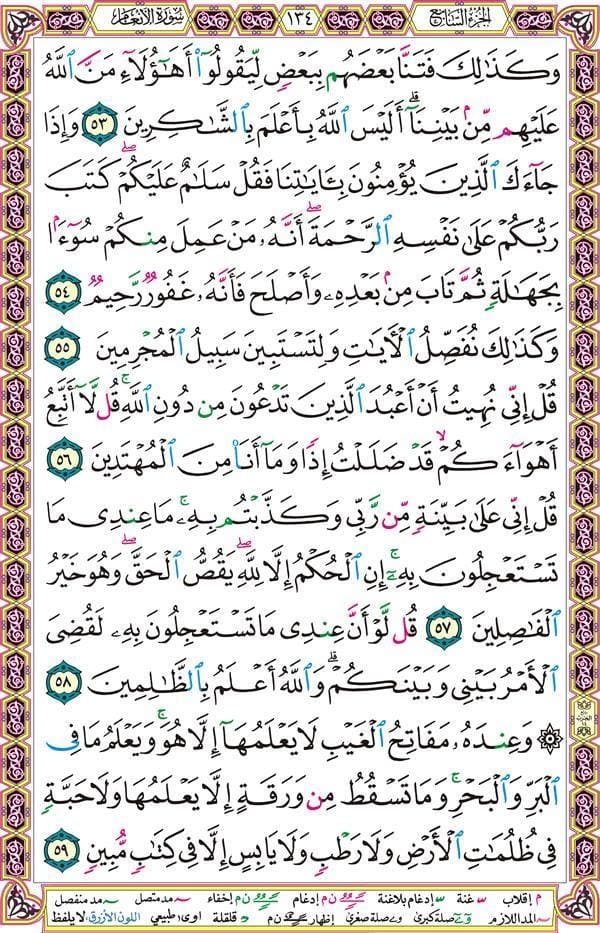 الجزء السابع ١٣٤ سورة الأنعام
وَكَذَٰلِكَ فَتَنَّا بَعْضَهُم بِبَعْضٍ لِّيَقُولُوٓا۟ أَهَٰٓؤُلَآءِ مَنَّ ٱللَّهُ
عَلَيْهِم مِّنۢ بَيْنِنَآ ۗ أَلَيْسَ ٱللَّهُ بِأَعْلَمَ بِٱلشَّٰكِرِينَ ٥٣ وَإِذَا
جَآءَكَ ٱلَّذِينَ يُؤْمِنُونَ بِـَٔايَٰتِنَا فَقُلْ سَلَٰمٌ عَلَيْكُمْ ۖ كَتَبَ
رَبُّكُمْ عَلَىٰ نَفْسِهِ ٱلرَّحْمَةَ ۖ أَنَّهُۥ مَنْ عَمِلَ مِنكُمْ سُوٓءًۢا
بِجَهَٰلَةٍ ثُمَّ تَابَ مِنۢ بَعْدِهِۦ وَأَصْلَحَ فَأَنَّهُۥ غَفُورٌ رَّحِيمٌ ٥٤
وَكَذَٰلِكَ نُفَصِّلُ ٱلْـَٔايَٰتِ وَلِتَسْتَبِينَ سَبِيلُ ٱلْمُجْرِمِينَ ٥٥
قُلْ إِنِّى نُهِيتُ أَنْ أَعْبُدَ ٱلَّذِينَ تَدْعُونَ مِن دُونِ ٱللَّهِ ۚ قُل لَّآ أَتَّبِعُ
أَهْوَآءَكُمْ ۙ قَدْ ضَلَلْتُ إِذًا وَمَآ أَنَا۠ مِنَ ٱلْمُهْتَدِينَ ٥٦
قُلْ إِنِّى عَلَىٰ بَيِّنَةٍ مِّن رَّبِّى وَكَذَّبْتُم بِهِۦ ۚ مَا عِندِى مَا
تَسْتَعْجِلُونَ بِهِۦٓ ۚ إِنِ ٱلْحُكْمُ إِلَّا لِلَّهِ ۖ يَقُصُّ ٱلْحَقَّ ۖ وَهُوَ خَيْرُ
ٱلْفَٰصِلِينَ ٥٧ قُل لَّوْ أَنَّ عِندِى مَا تَسْتَعْجِلُونَ بِهِۦ لَقُضِىَ
ٱلْأَمْرُ بَيْنِى وَبَيْنَكُمْ ۗ وَٱللَّهُ أَعْلَمُ بِٱلظَّٰلِمِينَ ٥٨
۞ وَعِندَهُۥ مَفَاتِحُ ٱلْغَيْبِ لَا يَعْلَمُهَآ إِلَّا هُوَ ۚ وَيَعْلَمُ مَا فِى
ٱلْبَرِّ وَٱلْبَحْرِ ۚ وَمَا تَسْقُطُ مِن وَرَقَةٍ إِلَّا يَعْلَمُهَا وَلَا حَبَّةٍ
فِى ظُلُمَٰتِ ٱلْأَرْضِ وَلَا رَطْبٍ وَلَا يَابِسٍ إِلَّا فِى كِتَٰبٍ مُّبِينٍ ٥٩
م إقلاب غنة إدغام بلاغنة ن م إدغام إخفاء مد متصل مد منفصل
المد اللازم صلة كبرى صلة صغرى إظهار ن م قلقلة اوى طبيعي اللون الأزرق لا يلفظ